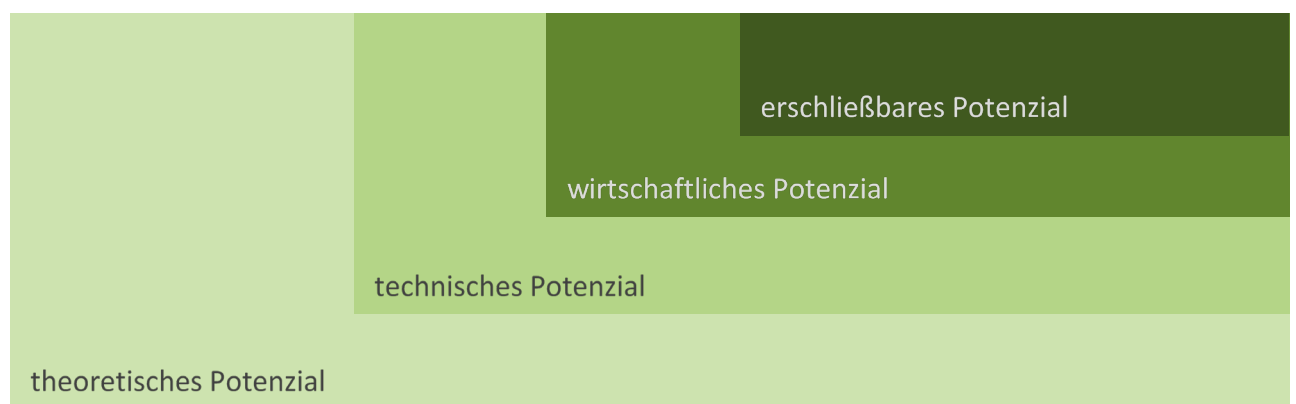 erschließbares Potenzial
wirtschaftliches Potenzial
technisches Potenzial
theoretisches Potenzial